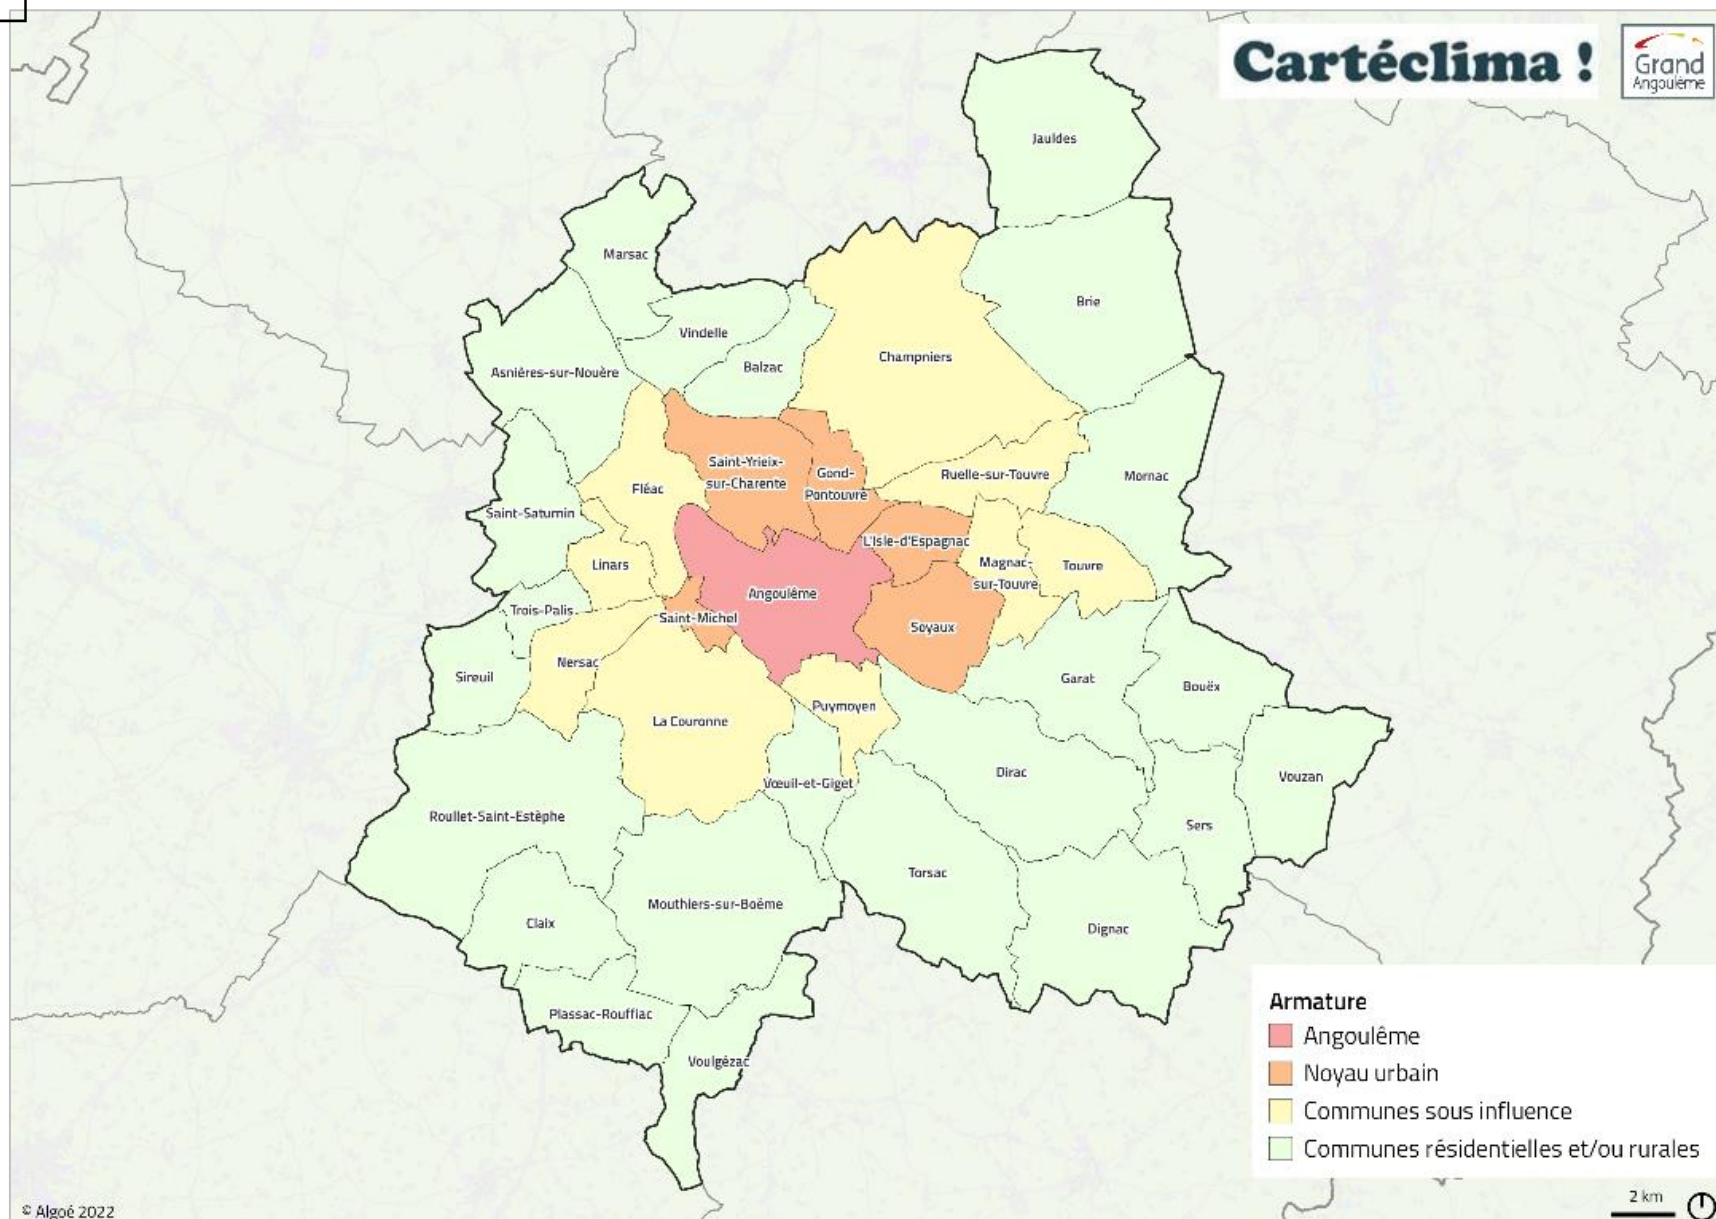 Cartéclima !
Grand
Angoulême
Jauldes
Marsac
Brie
Vindelle
Champniers
Balzac
Asnières-sur-Nouère
Saint-Yrieix-
sur-Charente
Gond-
Pontouvre
Ruelle-sur-Touvre
Mornac
Fléac
Saint-Saturnin
L'Isle-d'Espagnac
Linars
Magnac-
sur-Touvre
Touvre
Angoulême
Trois-Palis
Saint-Michel
Soyaux
Nersac
Sireuil
Garat
Bouëx
Puymoyen
La Couronne
Dirac
Vouzan
Vœuil-et-Giget
Roullet-Saint-Estèphe
Sers
Torsac
Mouthiers-sur-Boëme
Claix
Dignac
Plassac-Rouffiac
Voulgézac
Armature
Angoulême
Noyau urbain
Communes sous influence
Communes résidentielles et/ou rurales
2 km
© Algoé 2022